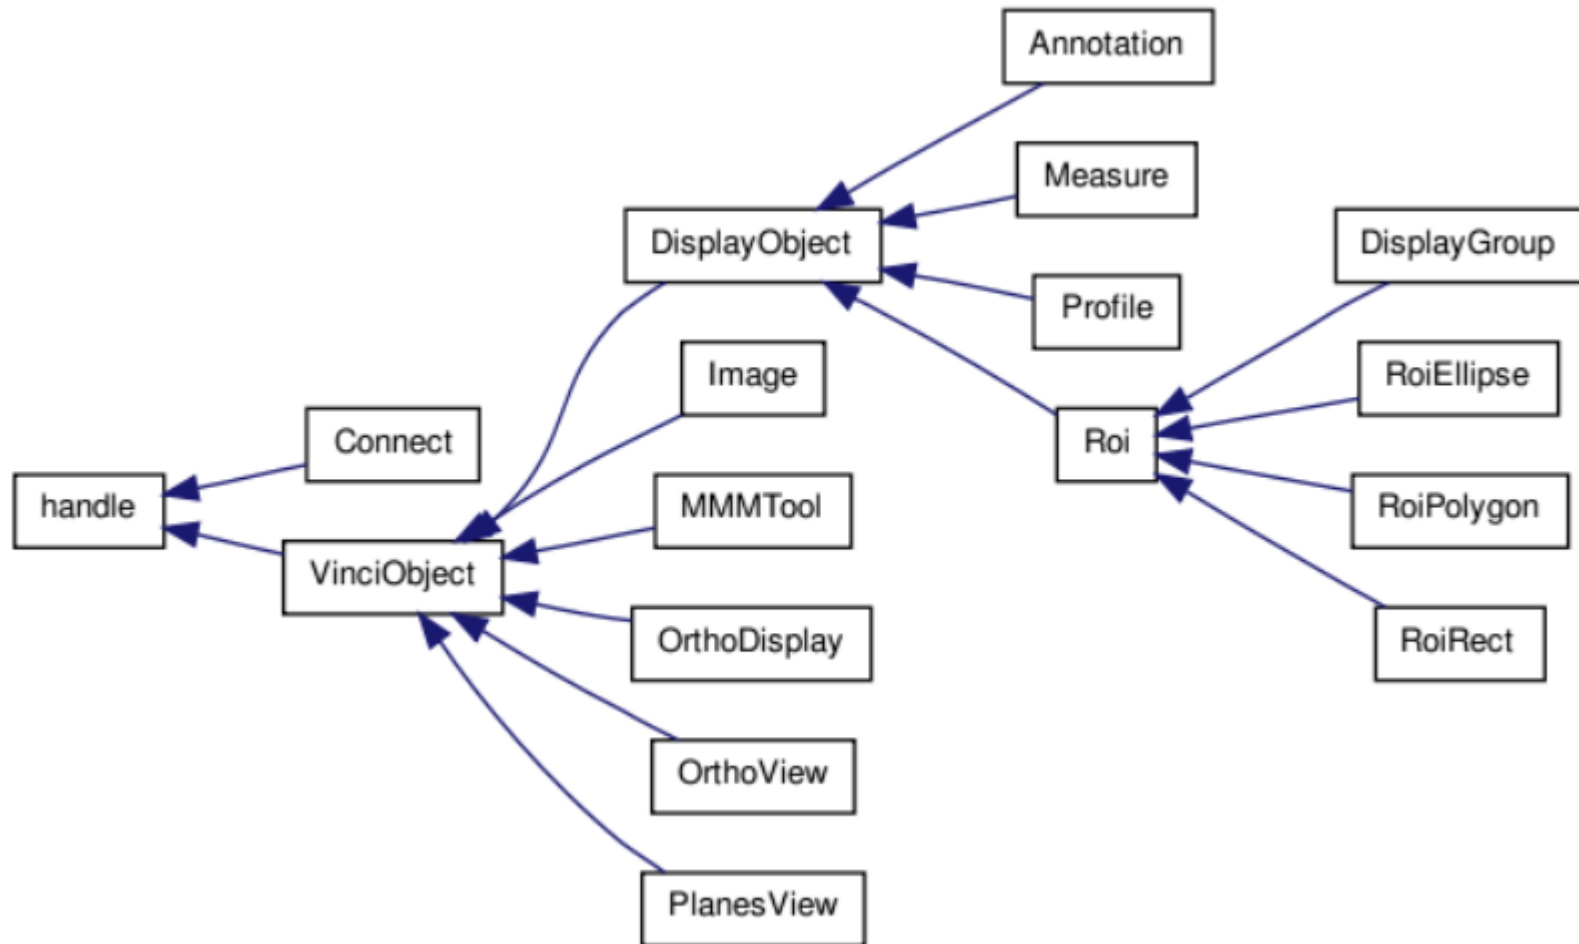 Annotation
Measure
DisplayObject
DisplayGroup
Profile
Image
RoiEllipse
Connect
Roi
handle
MMMTool
RoiPolygon
VinciObject
OrthoDisplay
RoiRect
OrthoView
PlanesView